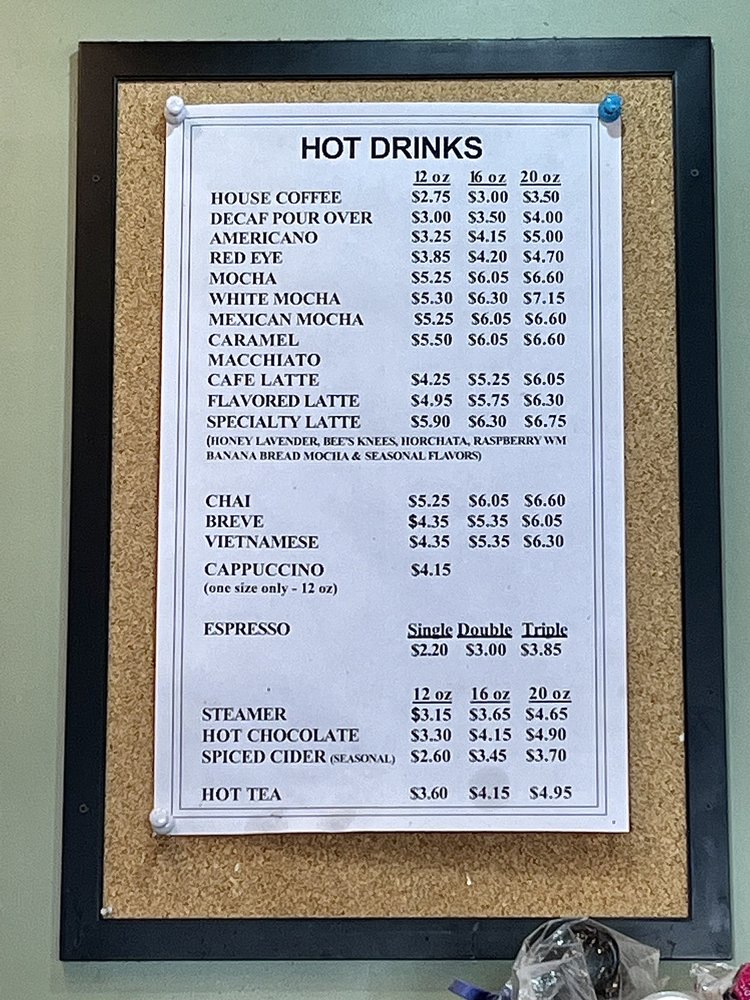 HOT DRINKS
12 oz 16 oz 20 oz
HOUSE COFFEE $2.75 $3.00 $3.50
DECAF POUR OVER $3.00 $3.50 $4.00
AMERICANO $3.25 $4.15 $5.00
RED EYE $3.85 $4.20 $4.70
MOCHA $5.25 $6.05 $6.60
WHITE MOCHA $5.30 $6.30 $7.15
MEXICAN MOCHA $5.25 $6.05 $6.60
CARAMEL $5.50 $6.05 $6.60
MACCHIATO
CAFE LATTE $4.25 $5.25 $6.05
FLAVORED LATTE $4.95 $5.75 $6.30
SPECIALTY LATTE $5.90 $6.30 $6.75
(HONEY LAVENDER, BEE'S KNEES, HORCHATA, RASPBERRY WM
BANANA BREAD MOCHA & SEASONAL FLAVORS)
CHAI $5.25 $6.05 $6.60
BREVE $4.35 $5.35 $6.05
VIETNAMESE $4.35 $5.35 $6.30
CAPPUCCINO $4.15
(one size only - 12 oz)
ESPRESSO Single Double Triple
$2.20 $3.00 $3.85
12 oz 16 oz 20 oz
STEAMER $3.15 $3.65 $4.65
HOT CHOCOLATE $3.30 $4.15 $4.90
SPICED CIDER (SEASONAL) $2.60 $3.45 $3.70
HOT TEA $3.60 $4.15 $4.95